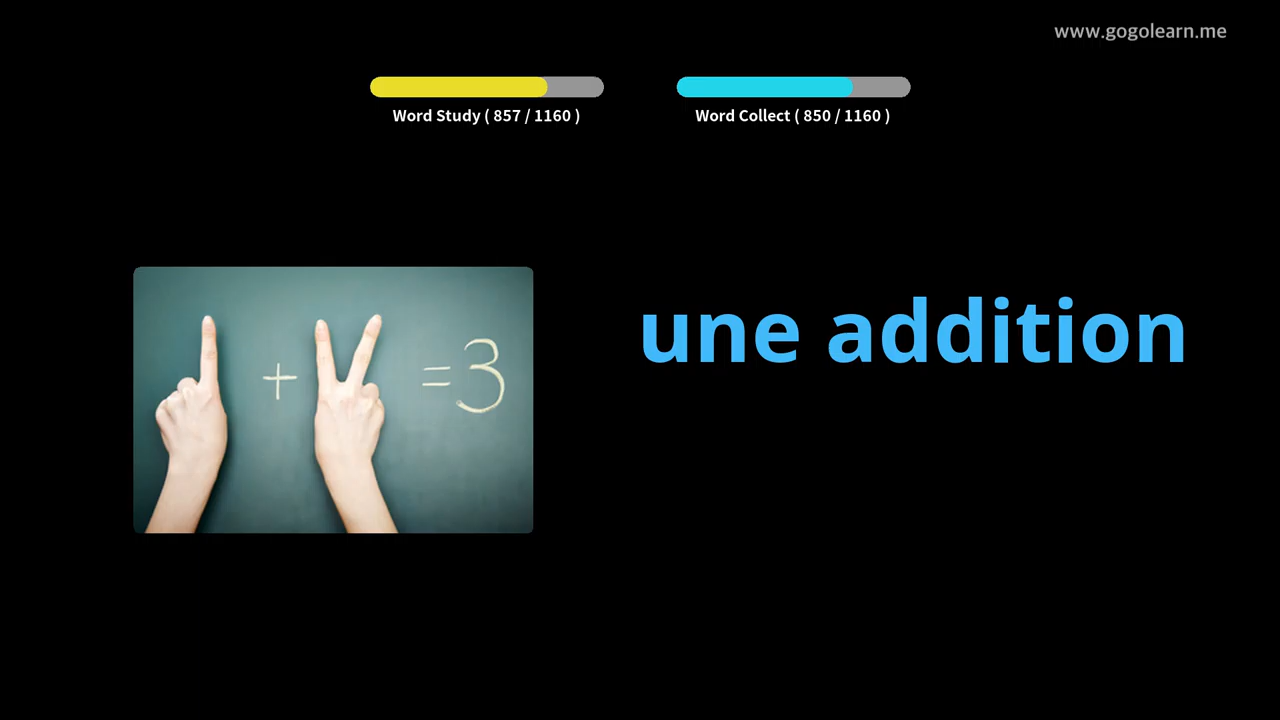 www.gogolearn.me
Word Study ( 857 / 1160 )
Word Collect ( 850 / 1160 )
une addition
+ = 3